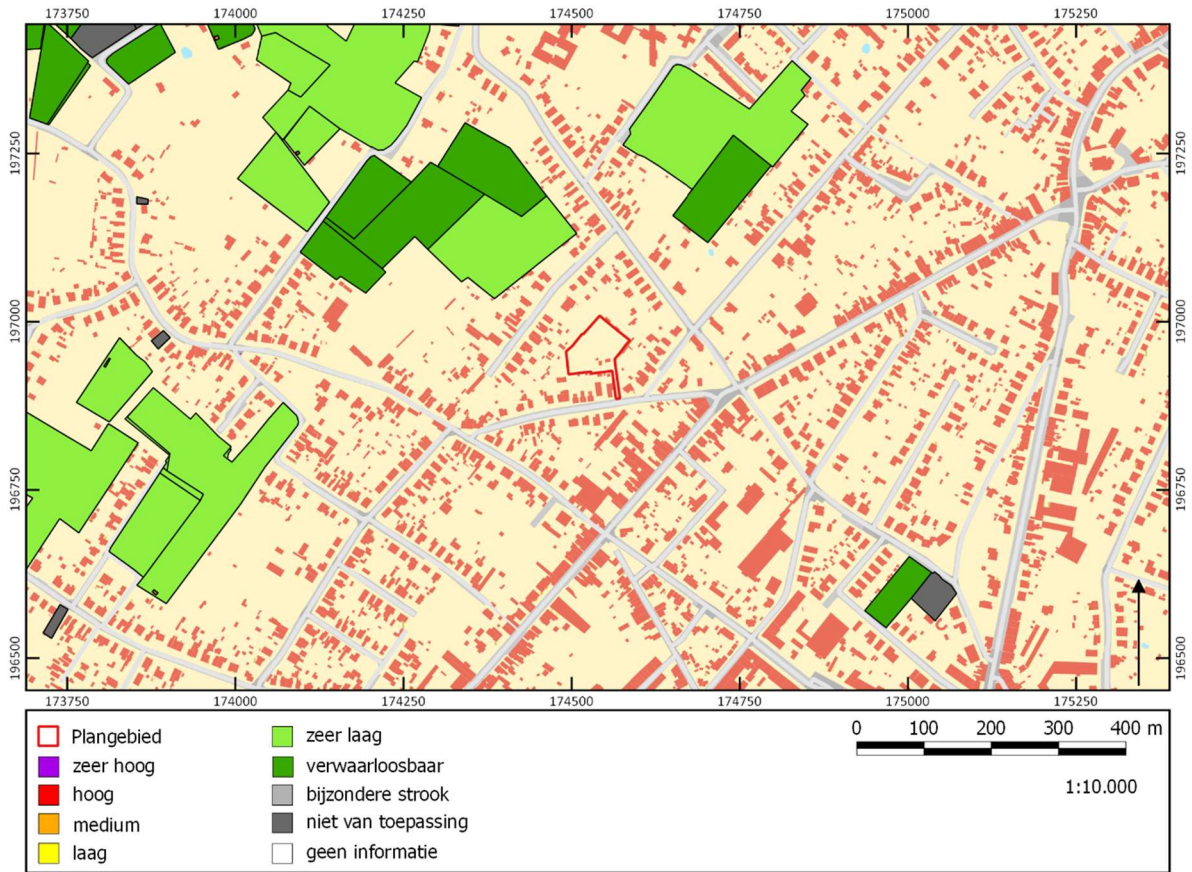 173750 174000 174250 174500 174750 175000 175250
197250 197250
197000 197000
196750 196750
196500 196500
173750 174000 174250 174500 174750 175000 175250
Plangebied
zeer hoog
hoog
medium
laag
zeer laag
verwaarloosbaar
bijzondere strook
niet van toepassing
geen informatie
0 100 200 300 400 m
1:10.000